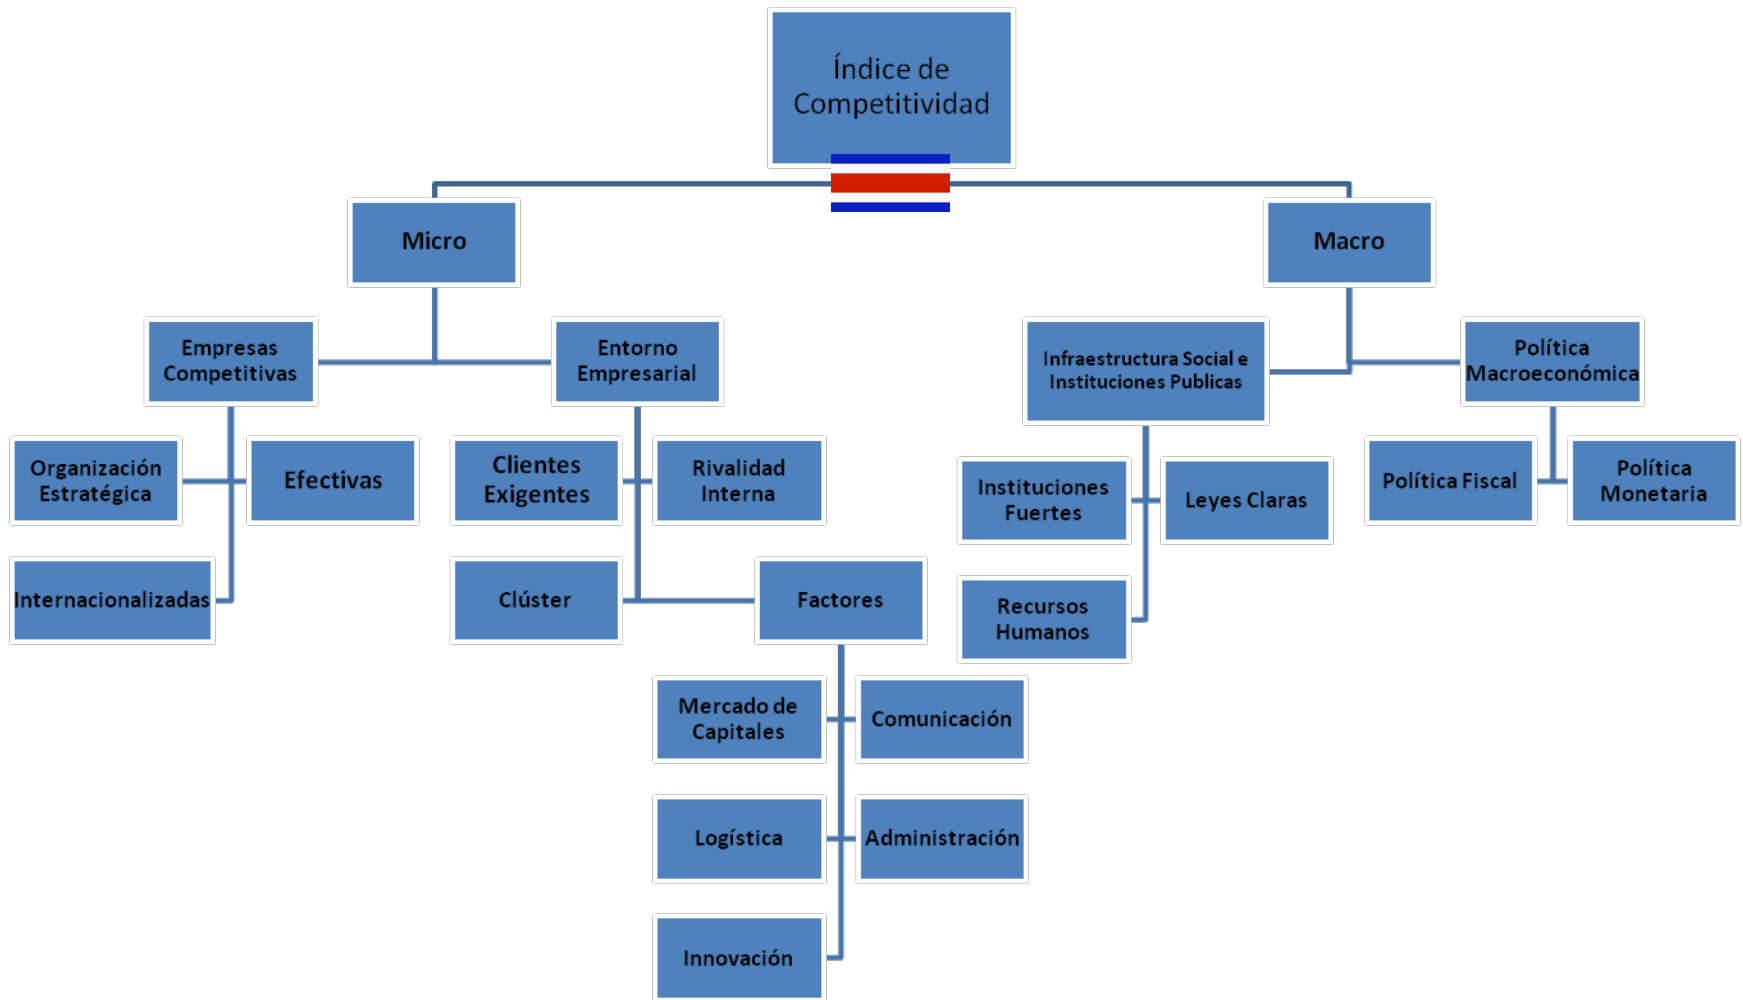 Índice de
Competitividad
Micro
Macro
Empresas
Competitivas
Entorno
Empresarial
Infraestructura Social e
Instituciones Publicas
Política
Macroeconómica
Organización
Estratégica
Efectivas
Clientes
Exigentes
Rivalidad
Interna
Instituciones
Fuertes
Leyes Claras
Política Fiscal
Política
Monetaria
Internacionalizadas
Clúster
Factores
Recursos
Humanos
Mercado de
Capitales
Comunicación
Logística
Administración
Innovación